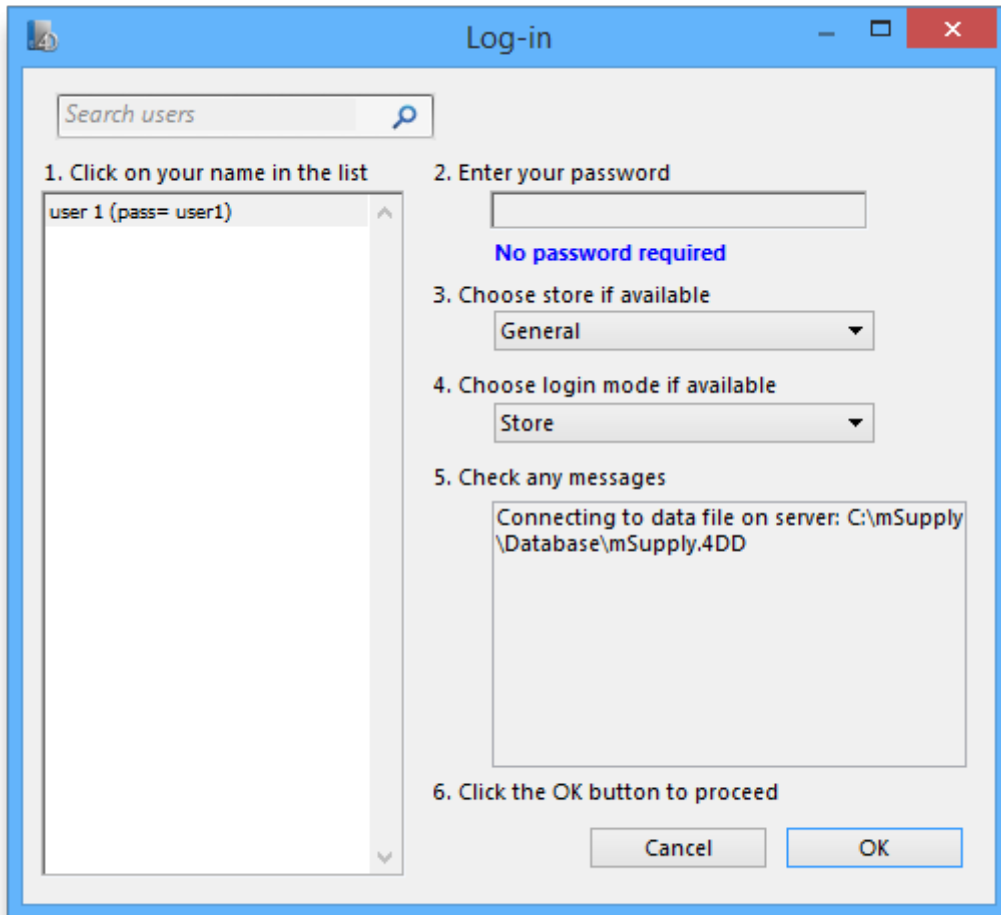 Log-in
Search users
1. Click on your name in the list
user 1 (pass= user1)
2. Enter your password
No password required
3. Choose store if available
General
4. Choose login mode if available
Store
5. Check any messages
Connecting to data file on server: C:\mSupply
\Database\mSupply.4DD
6. Click the OK button to proceed
Cancel
OK